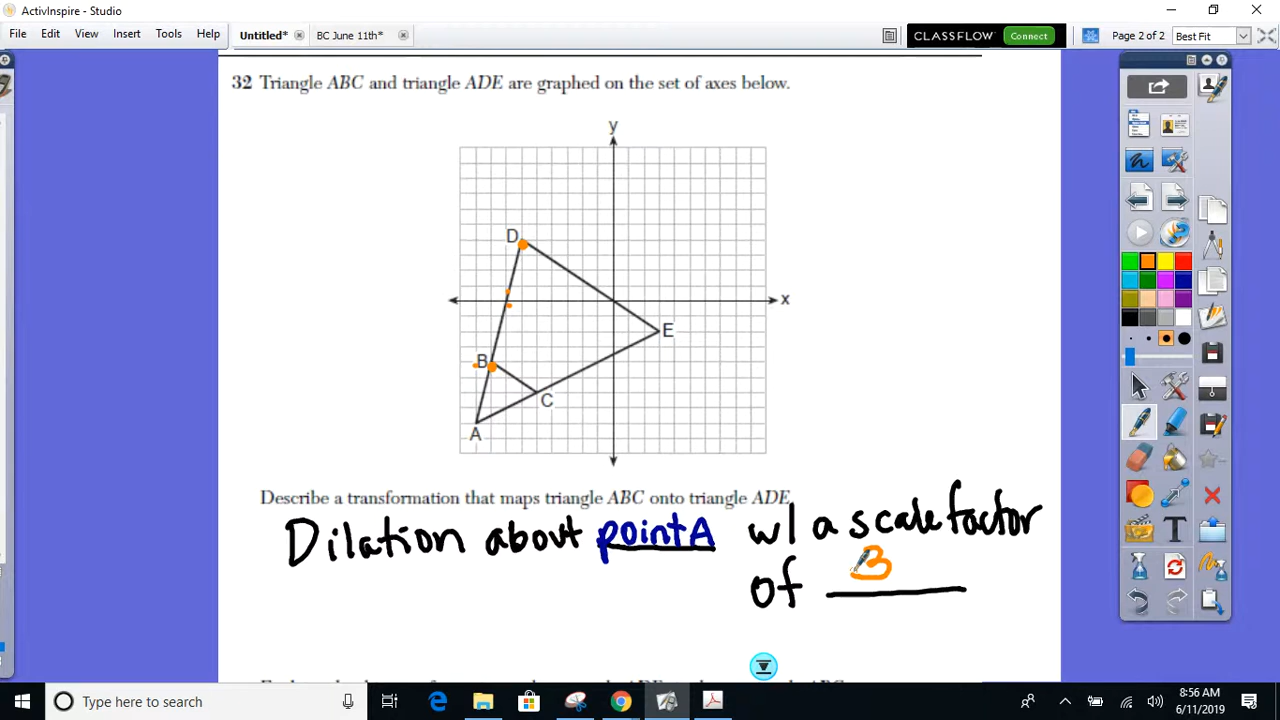 ActivInspire - Studio
File Edit View Insert Tools Help
Untitled* BC June 11th* CLASSFLOW Connect Page 2 of 2 Best Fit
32 Triangle ABC and triangle ADE are graphed on the set of axes below.
y
D
x
E
B
C
A
Describe a transformation that maps triangle ABC onto triangle ADE
Dilation about point A w/ a scale factor
of 3
Type here to search
8:56 AM
6/11/2019